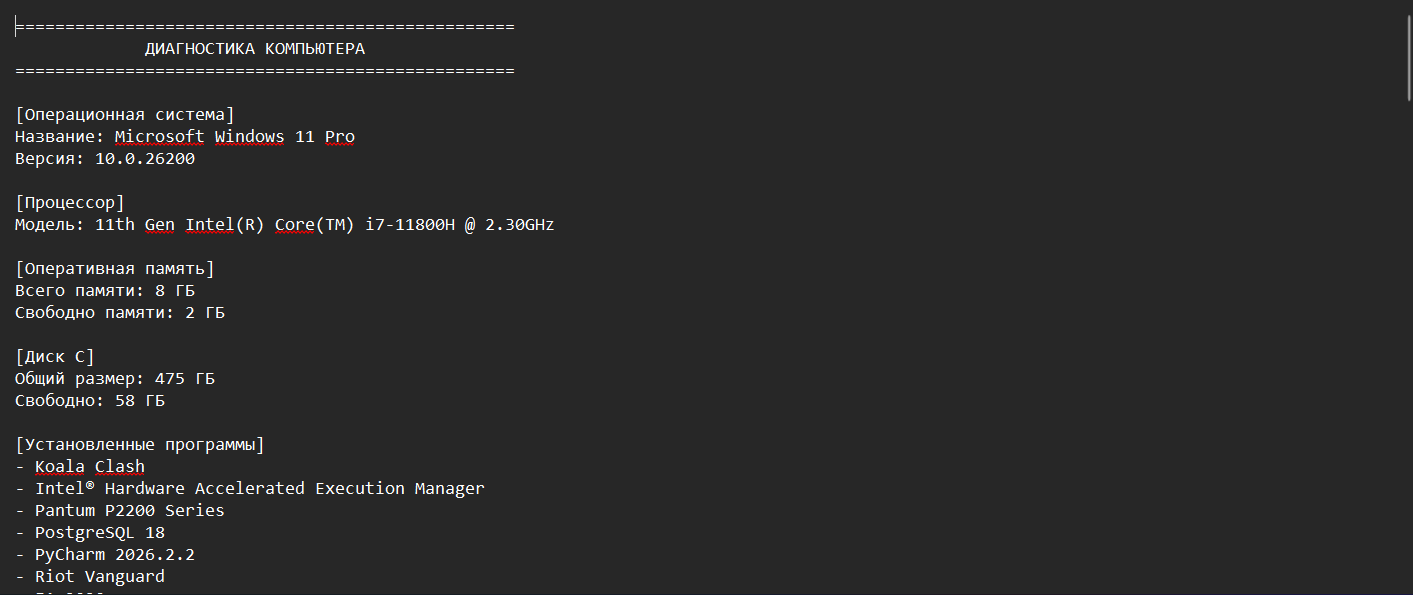 ==================================================
ДИАГНОСТИКА КОМПЬЮТЕРА
==================================================
[Операционная система]
Название: Microsoft Windows 11 Pro
Версия: 10.0.26200
[Процессор]
Модель: 11th Gen Intel(R) Core(TM) i7-11800H @ 2.30GHz
[Оперативная память]
Всего памяти: 8 ГБ
Свободно памяти: 2 ГБ
[Диск C]
Общий размер: 475 ГБ
Свободно: 58 ГБ
[Установленные программы]
- Koala Clash
- Intel® Hardware Accelerated Execution Manager
- Pantum P2200 Series
- PostgreSQL 18
- PyCharm 2026.2.2
- Riot Vanguard